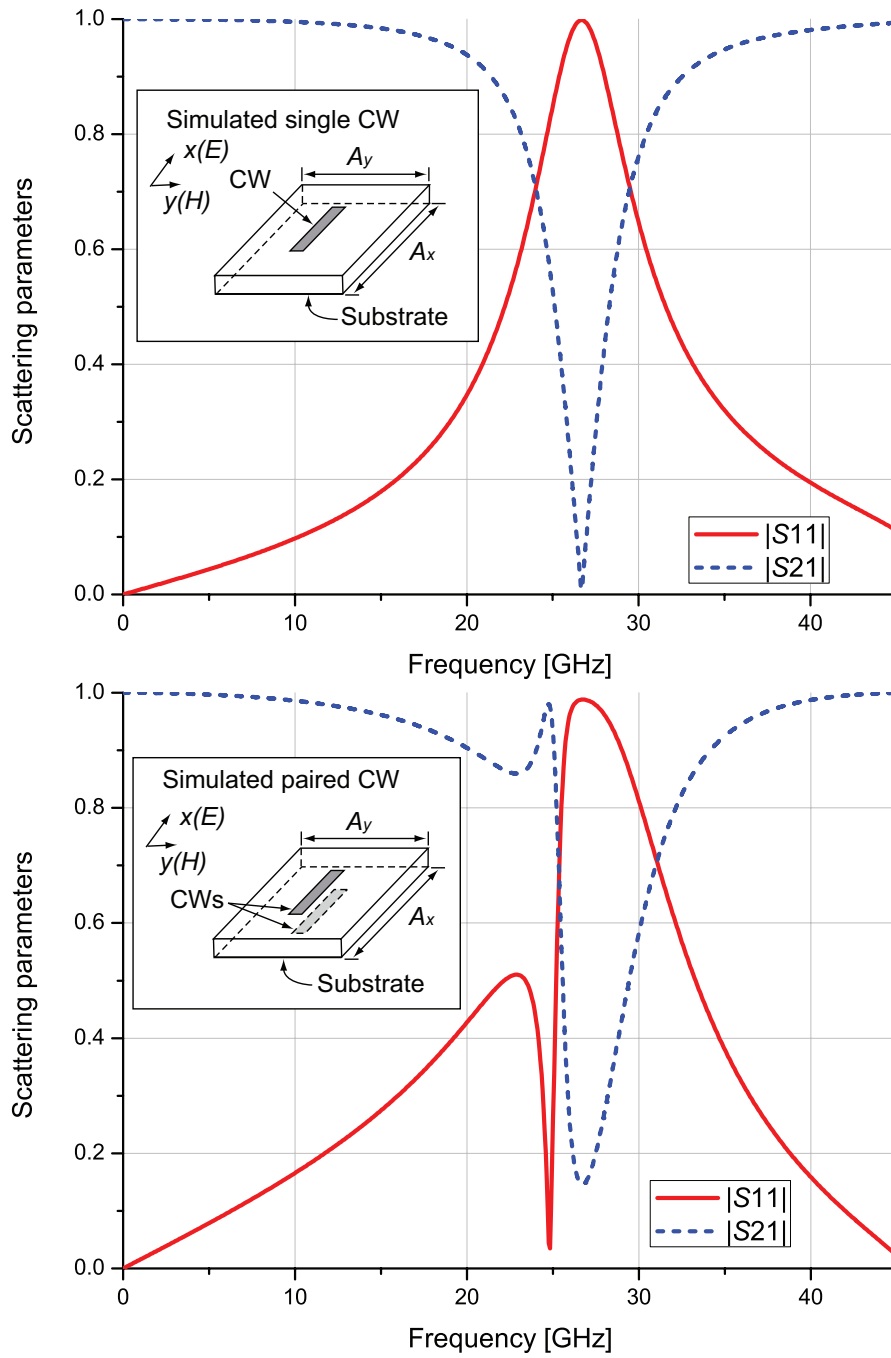 1.0
0.8
0.6
0.4
0.2
0.0
Scattering parameters
Simulated single CW
x(E)
y(H)
CW
Ay
Ax
Substrate
|S11|
|S21|
0 10 20 30 40
Frequency [GHz]
1.0
0.8
0.6
0.4
0.2
0.0
Scattering parameters
Simulated paired CW
x(E)
y(H)
CWs
Ay
Ax
Substrate
|S11|
|S21|
0 10 20 30 40
Frequency [GHz]